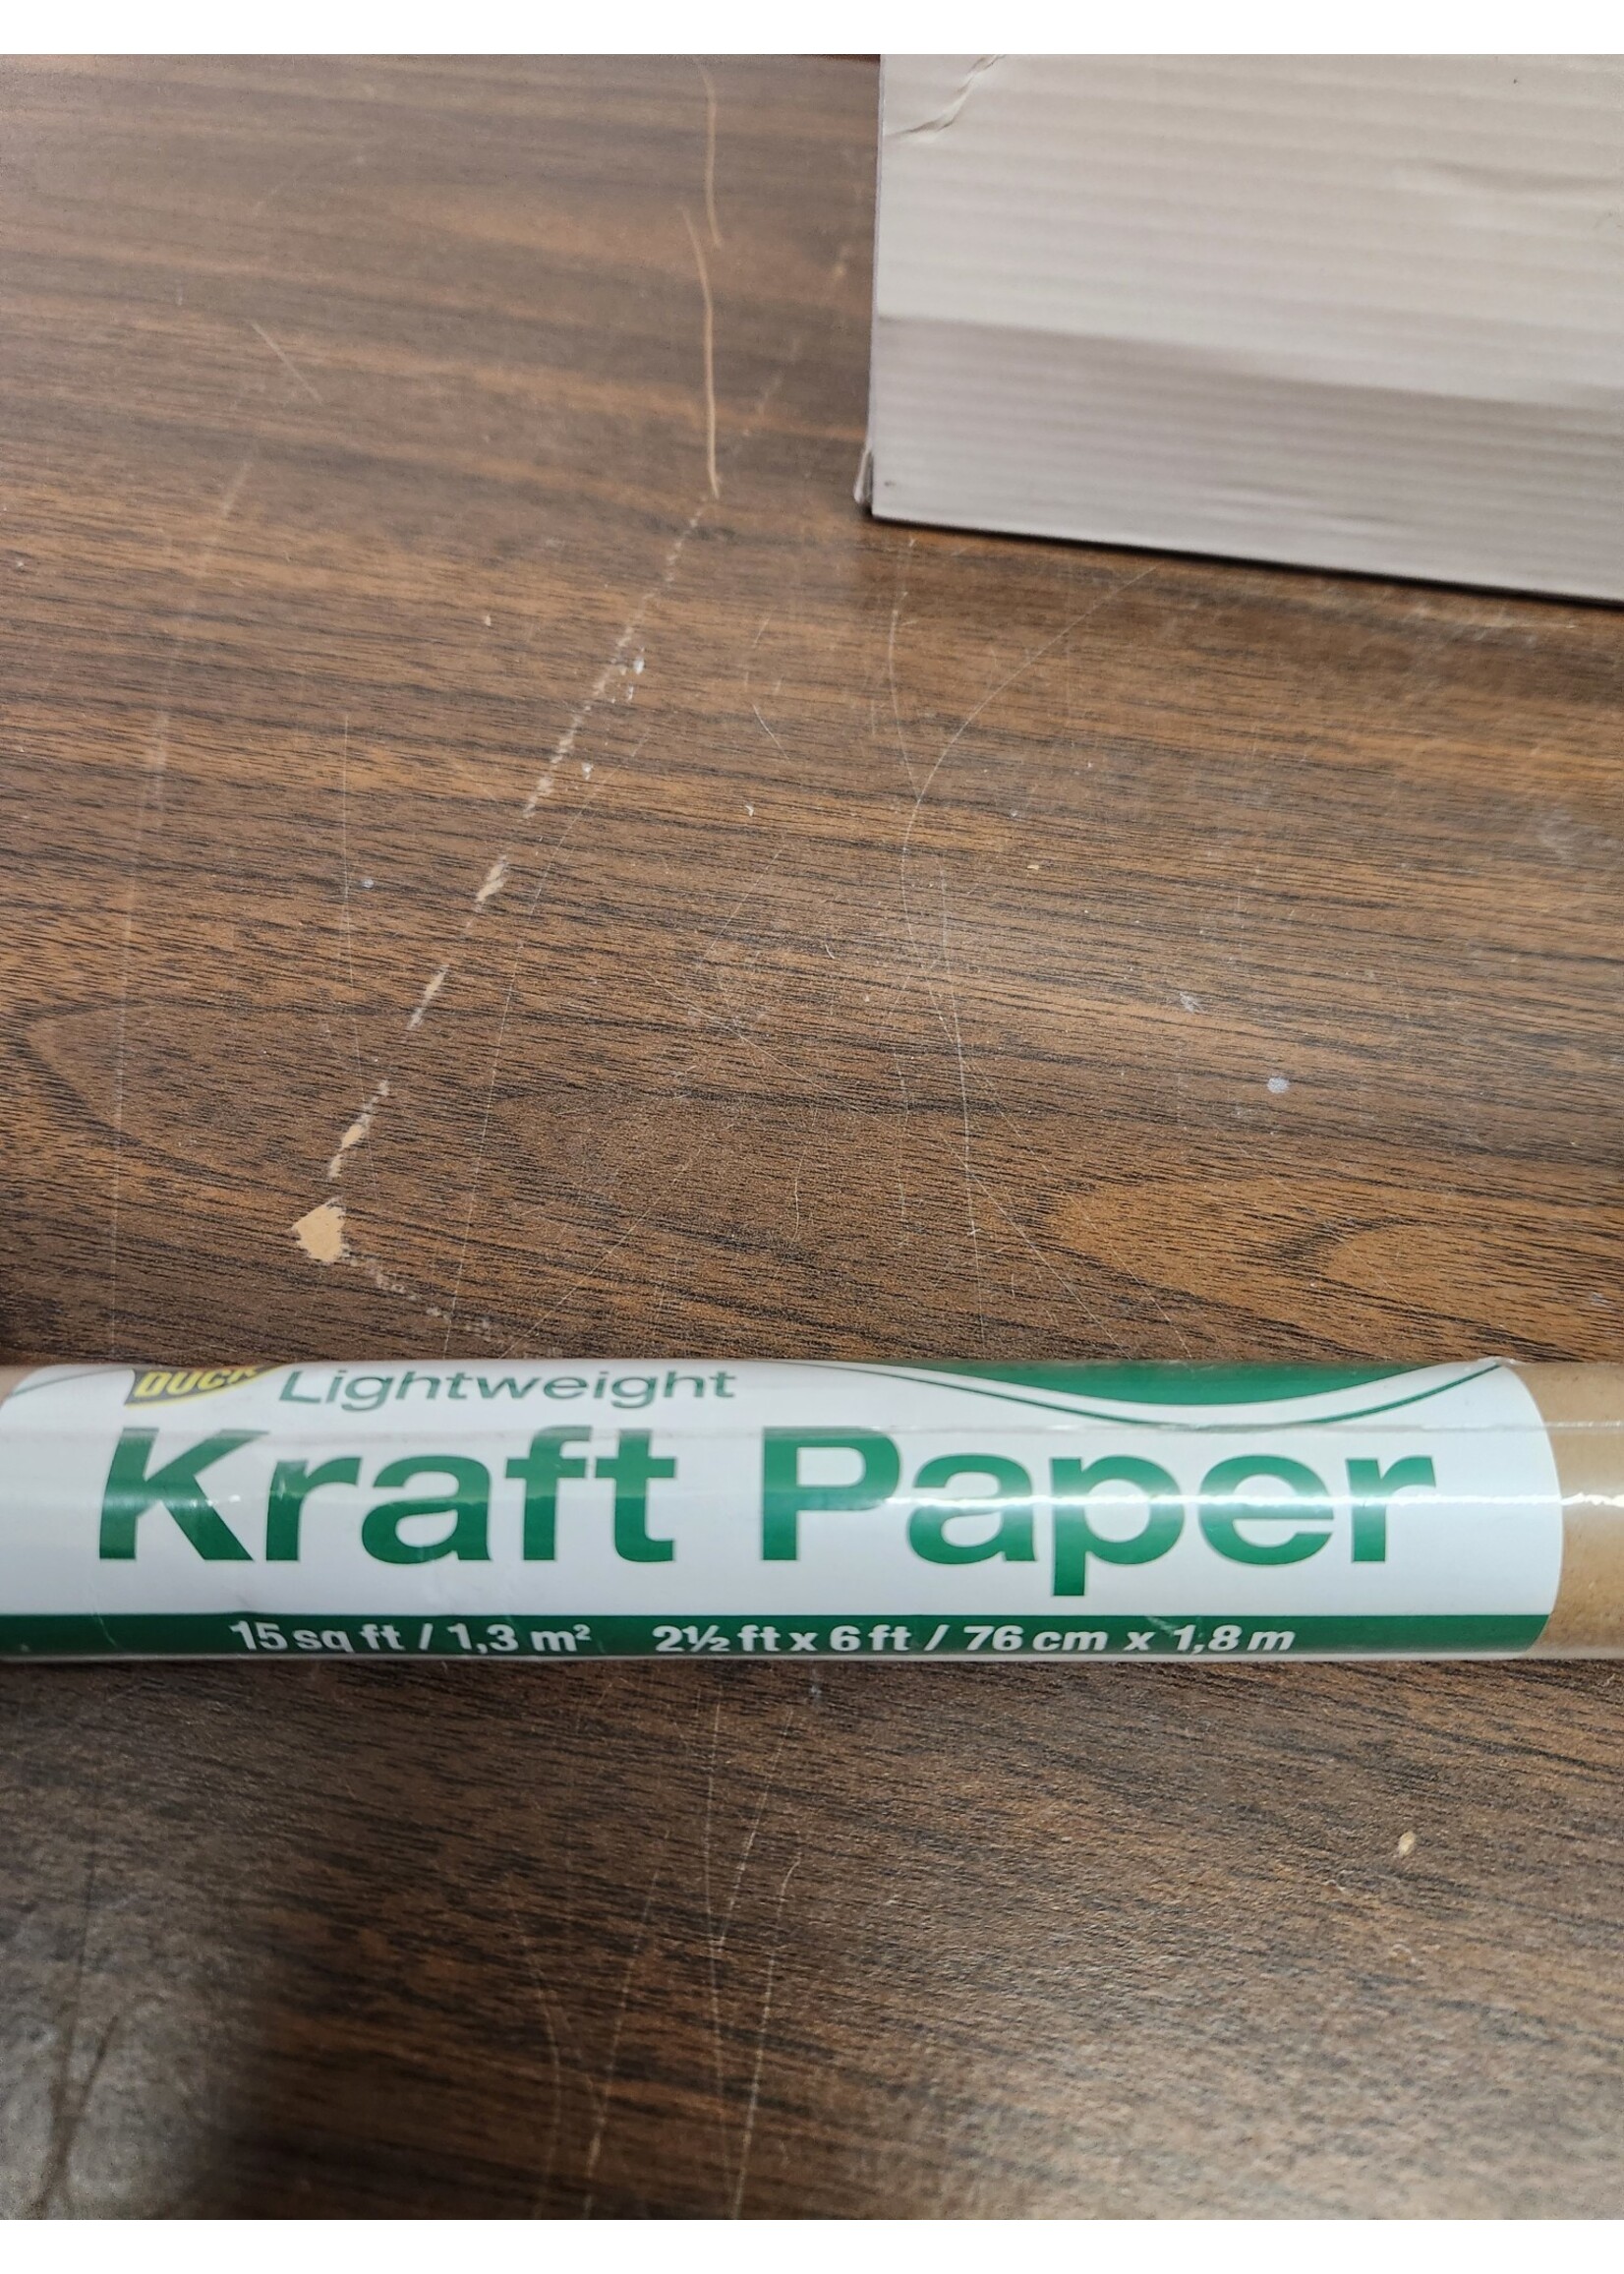 DUCK Lightweight
Kraft Paper
15 sq ft / 1,3 m² 2½ ft x 6 ft / 76 cm x 1,8 m